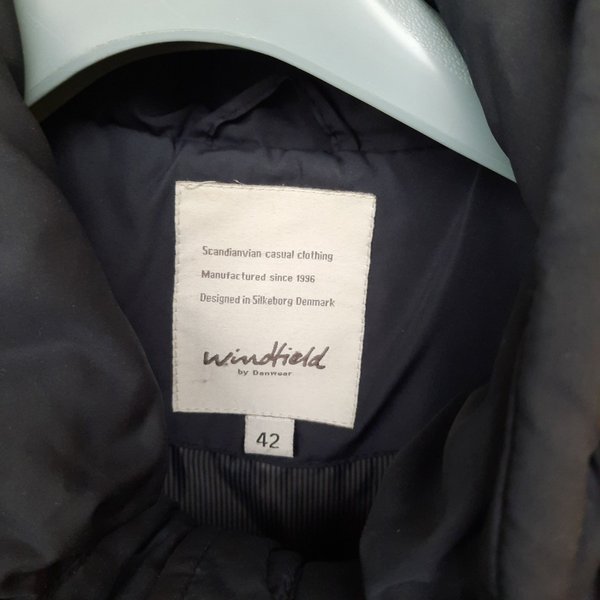 Scandianvian casual clothing
Manufactured since 1996
Designed in Silkeborg Denmark
windfield
by Danwear
42